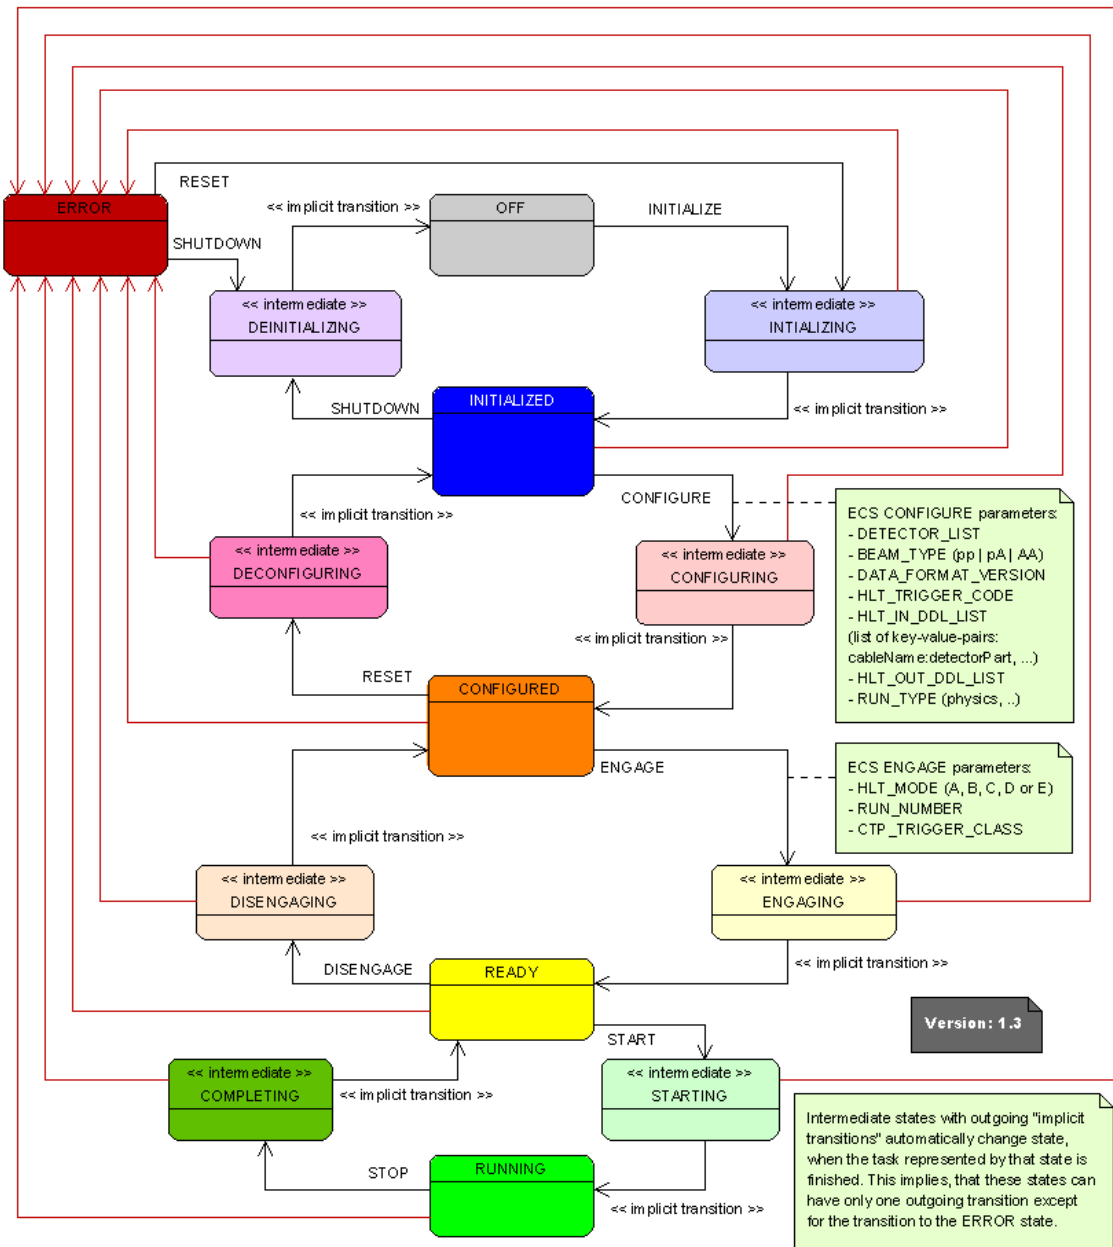 RESET
ERROR
<< implicit transition >>
OFF
INITIALIZE
SHUTDOWN
<< intermediate >>
DEINITIALIZING
<< intermediate >>
INTIALIZING
SHUTDOWN
INITIALIZED
<< implicit transition >>
CONFIGURE
<< implicit transition >>
ECS CONFIGURE parameters:
- DETECTOR_LIST
- BEAM_TYPE (pp | pA | AA)
- DATA_FORMAT_VERSION
- HLT_TRIGGER_CODE
- HLT_IN_DDL_LIST
(list of key-value-pairs:
cableName:detectorPart, ...)
- HLT_OUT_DDL_LIST
- RUN_TYPE (physics, ..)
<< intermediate >>
DECONFIGURING
<< intermediate >>
CONFIGURING
<< implicit transition >>
RESET
CONFIGURED
ENGAGE
ECS ENGAGE parameters:
- HLT_MODE (A, B, C, D or E)
- RUN_NUMBER
- CTP_TRIGGER_CLASS
<< implicit transition >>
<< intermediate >>
DISENGAGING
<< intermediate >>
ENGAGING
DISENGAGE
READY
<< implicit transition >>
Version: 1.3
START
<< intermediate >>
COMPLETING
<< implicit transition >>
<< intermediate >>
STARTING
STOP
RUNNING
<< implicit transition >>
Intermediate states with outgoing "implicit
transitions" automatically change state,
when the task represented by that state is
finished. This implies, that these states can
have only one outgoing transition except
for the transition to the ERROR state.